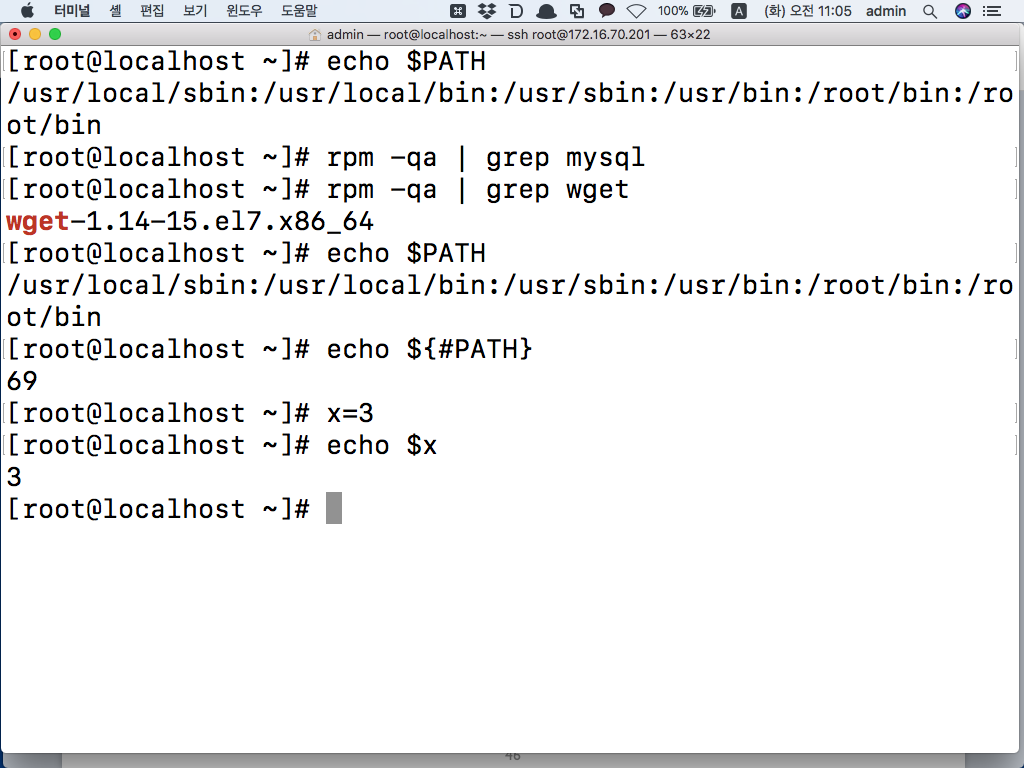 터미널 셸 편집 보기 윈도우 도움말 100% A (화) 오전 11:05 admin
admin — root@localhost:~ — ssh root@172.16.70.201 — 63×22
[root@localhost ~]# echo $PATH
/usr/local/sbin:/usr/local/bin:/usr/sbin:/usr/bin:/root/bin:/ro
ot/bin
[root@localhost ~]# rpm -qa | grep mysql
[root@localhost ~]# rpm -qa | grep wget
wget-1.14-15.el7.x86_64
[root@localhost ~]# echo $PATH
/usr/local/sbin:/usr/local/bin:/usr/sbin:/usr/bin:/root/bin:/ro
ot/bin
[root@localhost ~]# echo ${#PATH}
69
[root@localhost ~]# x=3
[root@localhost ~]# echo $x
3
[root@localhost ~]#
46